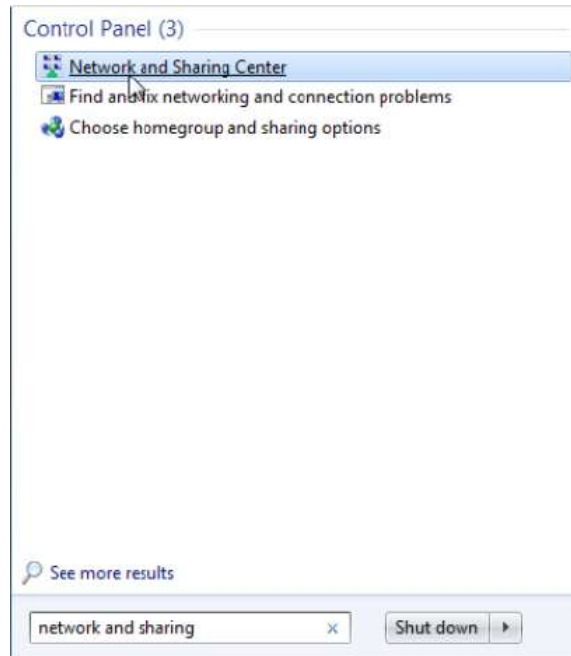 Control Panel (3)
Network and Sharing Center
Find and fix networking and connection problems
Choose homegroup and sharing options
See more results
network and sharing
Shut down